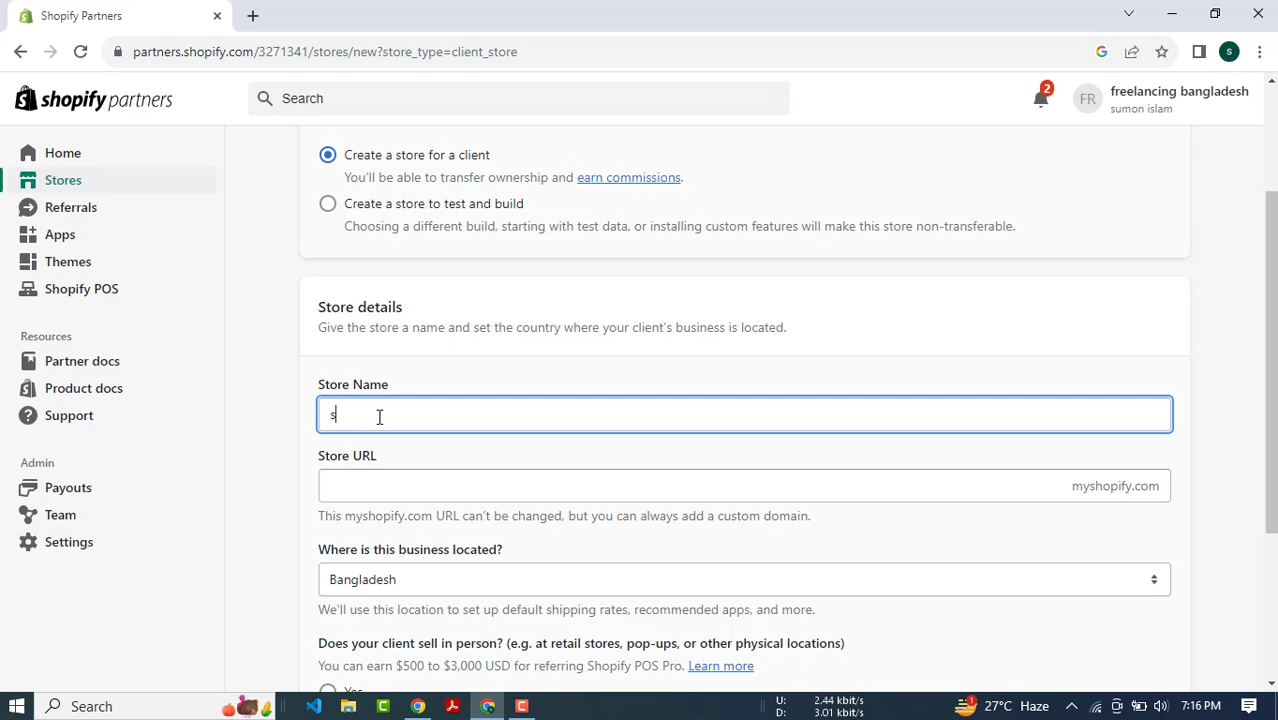 Shopify Partners
partners.shopify.com/3271341/stores/new?store_type=client_store
shopify partners
Search
2
FR
freelancing bangladesh
sumon islam
s
Home
Stores
Referrals
Apps
Themes
Shopify POS
Resources
Partner docs
Product docs
Support
Admin
Payouts
Team
Settings
Create a store for a client
You'll be able to transfer ownership and earn commissions.
Create a store to test and build
Choosing a different build, starting with test data, or installing custom features will make this store non-transferable.
Store details
Give the store a name and set the country where your client's business is located.
Store Name
s
Store URL
myshopify.com
This myshopify.com URL can't be changed, but you can always add a custom domain.
Where is this business located?
Bangladesh
We'll use this location to set up default shipping rates, recommended apps, and more.
Does your client sell in person? (e.g. at retail stores, pop-ups, or other physical locations)
You can earn $500 to $3,000 USD for referring Shopify POS Pro. Learn more
Yes
Search
U: 2.44 kbit/s
D: 3.01 kbit/s
1
27°C Haze
7:16 PM